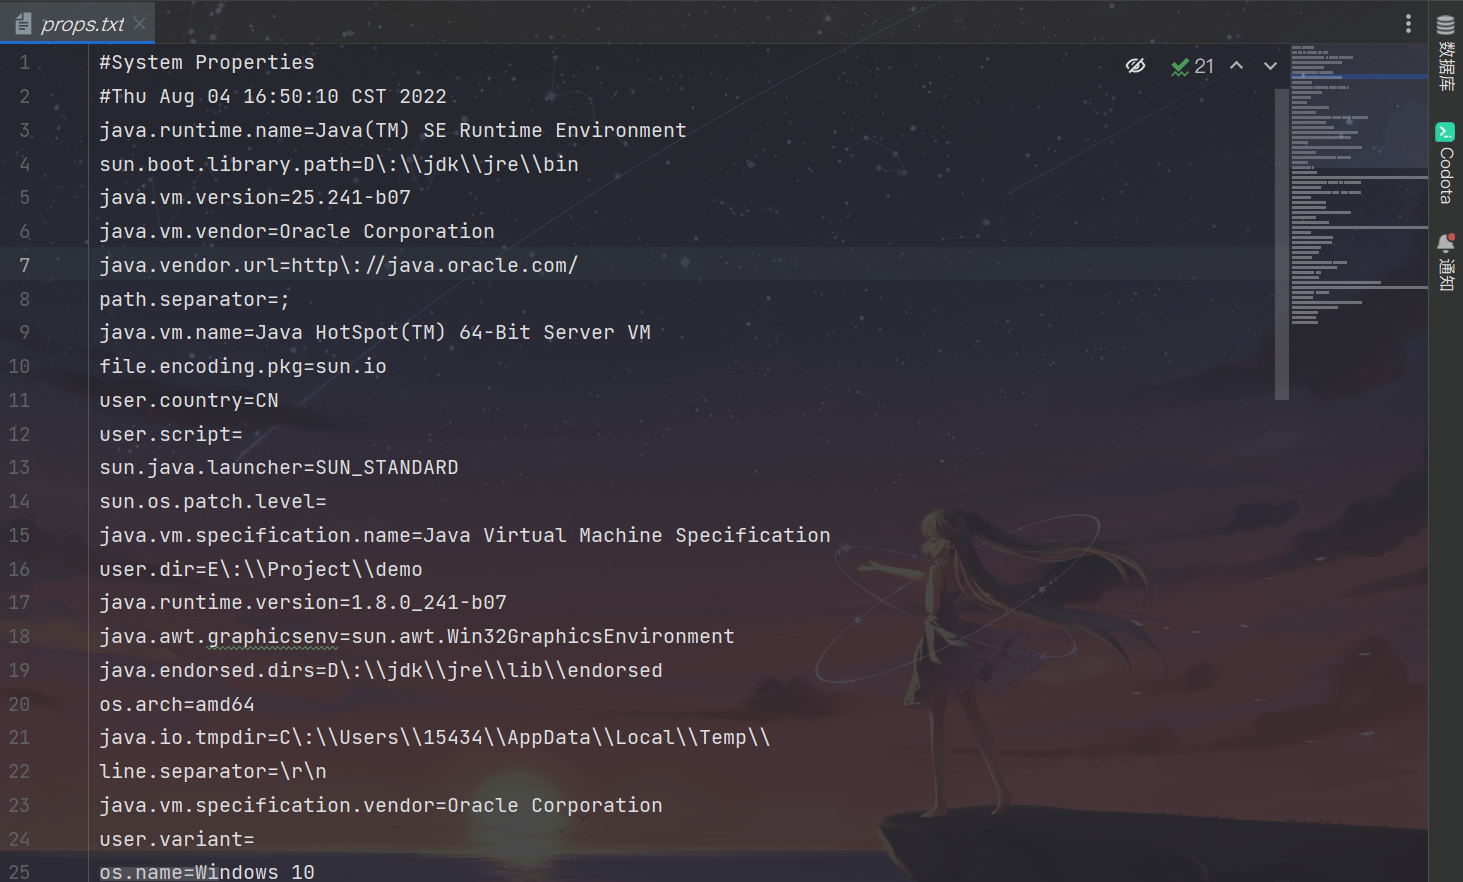 props.txt
21
1 #System Properties
2 #Thu Aug 04 16:50:10 CST 2022
3 java.runtime.name=Java(TM) SE Runtime Environment
4 sun.boot.library.path=D\:\\jdk\\jre\\bin
5 java.vm.version=25.241-b07
6 java.vm.vendor=Oracle Corporation
7 java.vendor.url=http\://java.oracle.com/
8 path.separator=;
9 java.vm.name=Java HotSpot(TM) 64-Bit Server VM
10 file.encoding.pkg=sun.io
11 user.country=CN
12 user.script=
13 sun.java.launcher=SUN_STANDARD
14 sun.os.patch.level=
15 java.vm.specification.name=Java Virtual Machine Specification
16 user.dir=E\:\\Project\\demo
17 java.runtime.version=1.8.0_241-b07
18 java.awt.graphicsenv=sun.awt.Win32GraphicsEnvironment
19 java.endorsed.dirs=D\:\\jdk\\jre\\lib\\endorsed
20 os.arch=amd64
21 java.io.tmpdir=C\:\\Users\\15434\\AppData\\Local\\Temp\\
22 line.separator=\r\n
23 java.vm.specification.vendor=Oracle Corporation
24 user.variant=
25 os.name=Windows 10
数据库
Codota
通知